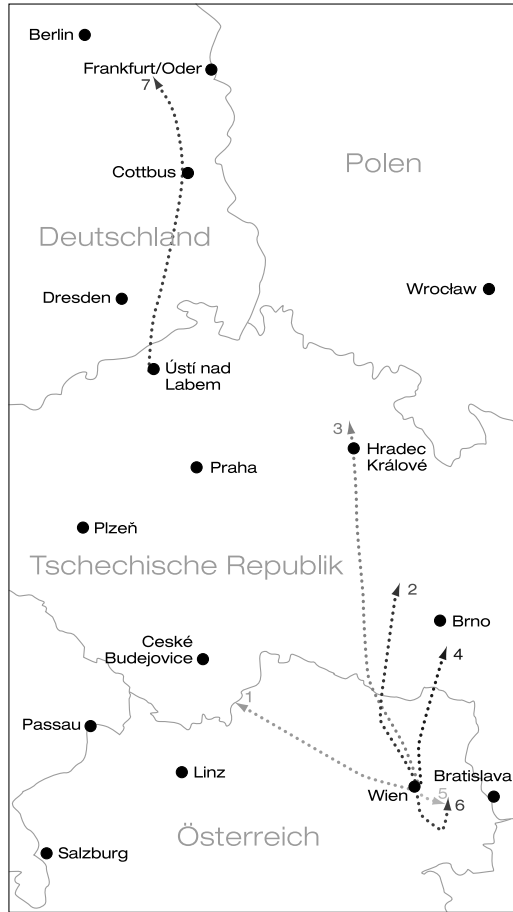 Berlin
Frankfurt/Oder
7
Polen
Cottbus
Deutschland
Wrocław
Dresden
Ústí nad
Labem
3
Hradec
Králové
Praha
Plzeň
Tschechische Republik
2
Brno
České
Budejovice
4
1
Passau
Linz
Bratislava
Wien
5
6
Österreich
Salzburg